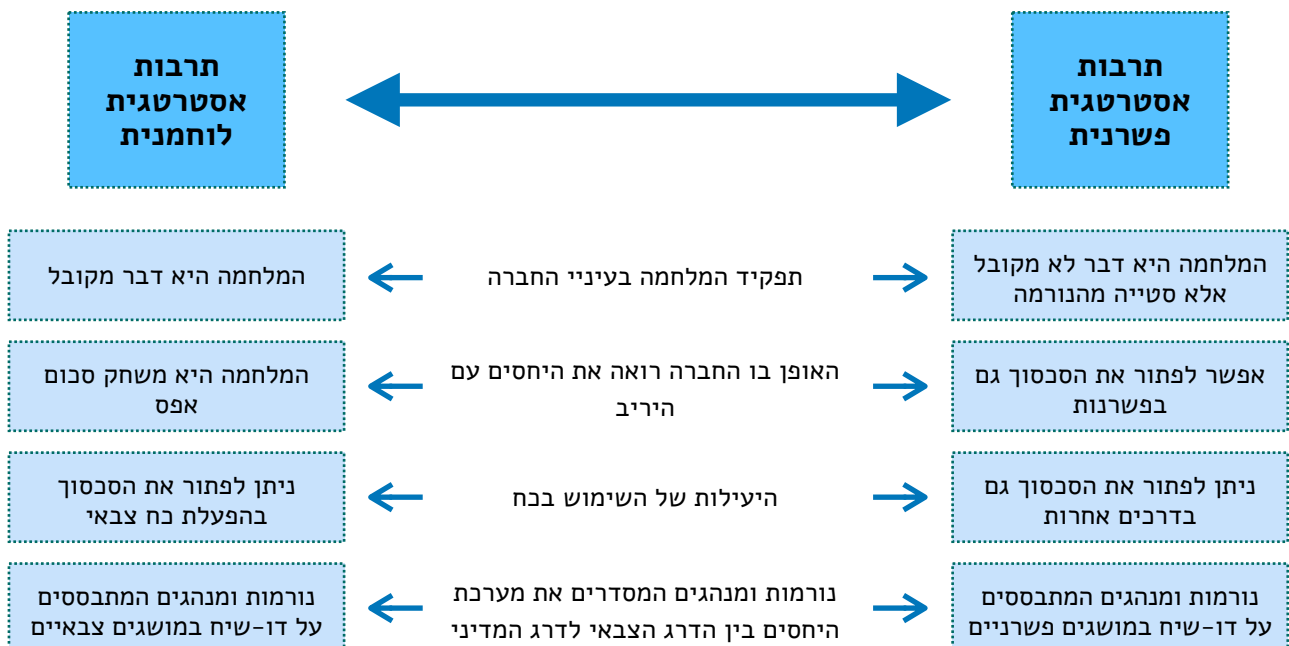 תרבות
אסטרטגית
פשרנית
תרבות
אסטרטגית
לוחמנית
המלחמה היא דבר לא מקובל
אלא סטייה מהנורמה
תפקיד המלחמה בעיניי החברה
המלחמה היא דבר מקובל
אפשר לפתור את הסכסוך גם
בפשרנות
האופן בו החברה רואה את היחסים עם
היריב
המלחמה היא משחק סכום
אפס
ניתן לפתור את הסכסוך גם
בדרכים אחרות
היעילות של השימוש בכח
ניתן לפתור את הסכסוך
בהפעלת כח צבאי
נורמות ומנהגים המתבססים
על דו-שיח במושגים פשרניים
נורמות ומנהגים המסדרים את מערכת
היחסים בין הדרג הצבאי לדרג המדיני
נורמות ומנהגים המתבססים
על דו-שיח במושגים צבאיים